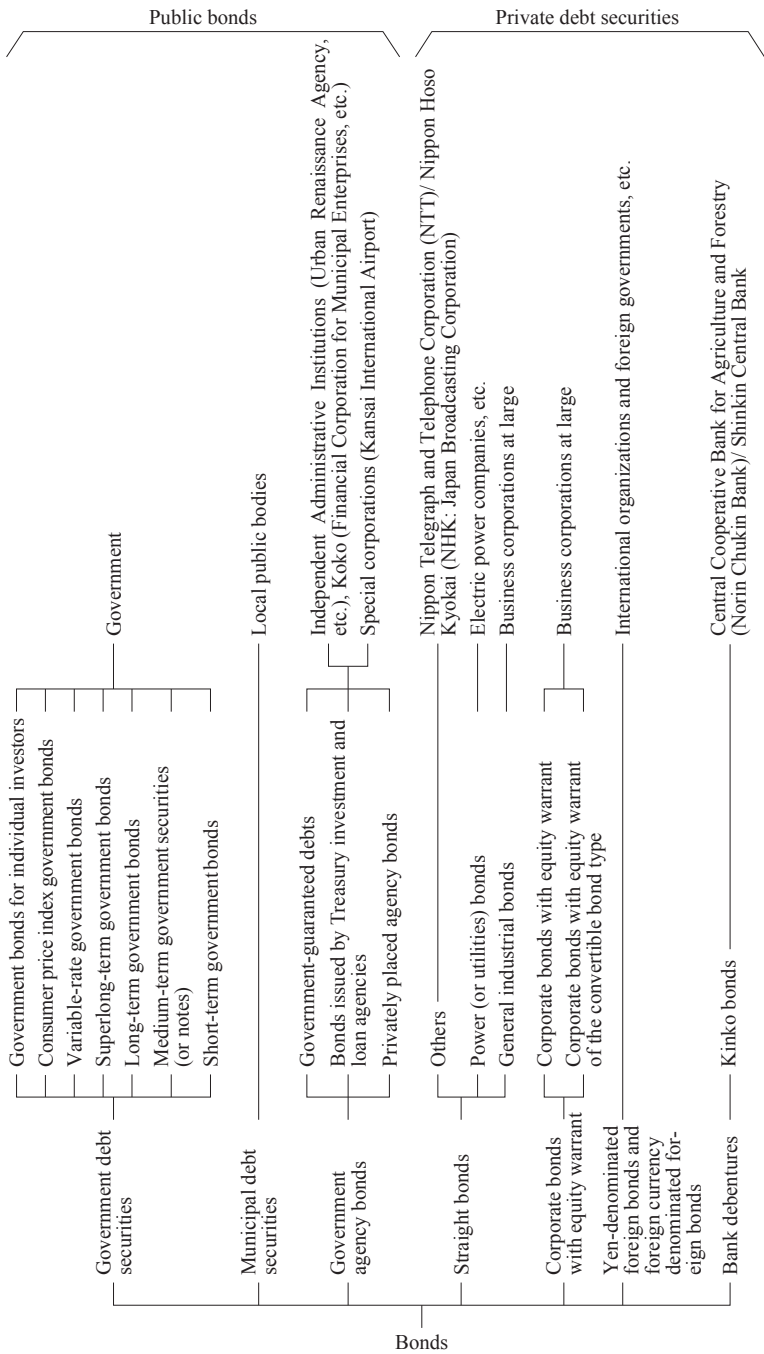 Bonds
Government debt
securities
Government bonds for individual investors
Consumer price index government bonds
Variable-rate government bonds
Superlong-term government bonds
Long-term government bonds
Medium-term government securities
(or notes)
Short-term government bonds
Government
Municipal debt
securities
Local public bodies
Government
agency bonds
Government-guaranteed debts
Bonds issued by Treasury investment and
loan agencies
Privately placed agency bonds
Independent Administrative Institutions (Urban Renaissance Agency,
etc.), Koko (Financial Corporation for Municipal Enterprises, etc.)
Special corporations (Kansai International Airport)
Public bonds
Straight bonds
Others
Nippon Telegraph and Telephone Corporation (NTT)/ Nippon Hoso
Kyokai (NHK: Japan Broadcasting Corporation)
Power (or utilities) bonds
Electric power companies, etc.
General industrial bonds
Business corporations at large
Corporate bonds
with equity warrant
Corporate bonds with equity warrant
Corporate bonds with equity warrant
of the convertible bond type
Business corporations at large
Yen-denominated
foreign bonds and
foreign currency
denominated for-
eign bonds
International organizations and foreign governments, etc.
Bank debentures
Kinko bonds
Central Cooperative Bank for Agriculture and Forestry
(Norin Chukin Bank)/ Shinkin Central Bank
Private debt securities